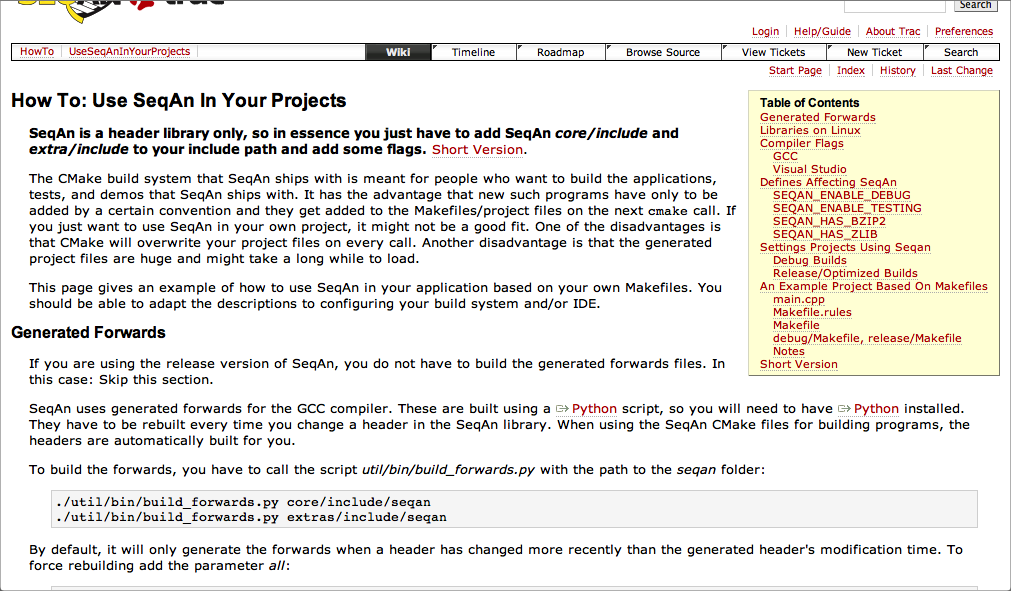 Search
Login Help/Guide About Trac Preferences
HowTo UseSeqAnInYourProjects Wiki Timeline Roadmap Browse Source View Tickets New Ticket Search
Start Page Index History Last Change
How To: Use SeqAn In Your Projects
SeqAn is a header library only, so in essence you just have to add SeqAn core/include and
extra/include to your include path and add some flags. Short Version.
The CMake build system that SeqAn ships with is meant for people who want to build the applications,
tests, and demos that SeqAn ships with. It has the advantage that new such programs have only to be
added by a certain convention and they get added to the Makefiles/project files on the next cmake call. If
you just want to use SeqAn in your own project, it might not be a good fit. One of the disadvantages is
that CMake will overwrite your project files on every call. Another disadvantage is that the generated
project files are huge and might take a long while to load.
This page gives an example of how to use SeqAn in your application based on your own Makefiles. You
should be able to adapt the descriptions to configuring your build system and/or IDE.
Table of Contents
Generated Forwards
Libraries on Linux
Compiler Flags
GCC
Visual Studio
Defines Affecting SeqAn
SEQAN_ENABLE_DEBUG
SEQAN_ENABLE_TESTING
SEQAN_HAS_BZIP2
SEQAN_HAS_ZLIB
Settings Projects Using Seqan
Debug Builds
Release/Optimized Builds
An Example Project Based On Makefiles
main.cpp
Makefile.rules
Makefile
debug/Makefile, release/Makefile
Notes
Short Version
Generated Forwards
If you are using the release version of SeqAn, you do not have to build the generated forwards files. In
this case: Skip this section.
SeqAn uses generated forwards for the GCC compiler. These are built using a Python script, so you will need to have Python installed.
They have to be rebuilt every time you change a header in the SeqAn library. When using the SeqAn CMake files for building programs, the
headers are automatically built for you.
To build the forwards, you have to call the script util/bin/build_forwards.py with the path to the seqan folder:
./util/bin/build_forwards.py core/include/seqan
./util/bin/build_forwards.py extras/include/seqan
By default, it will only generate the forwards when a header has changed more recently than the generated header's modification time. To
force rebuilding add the parameter all: